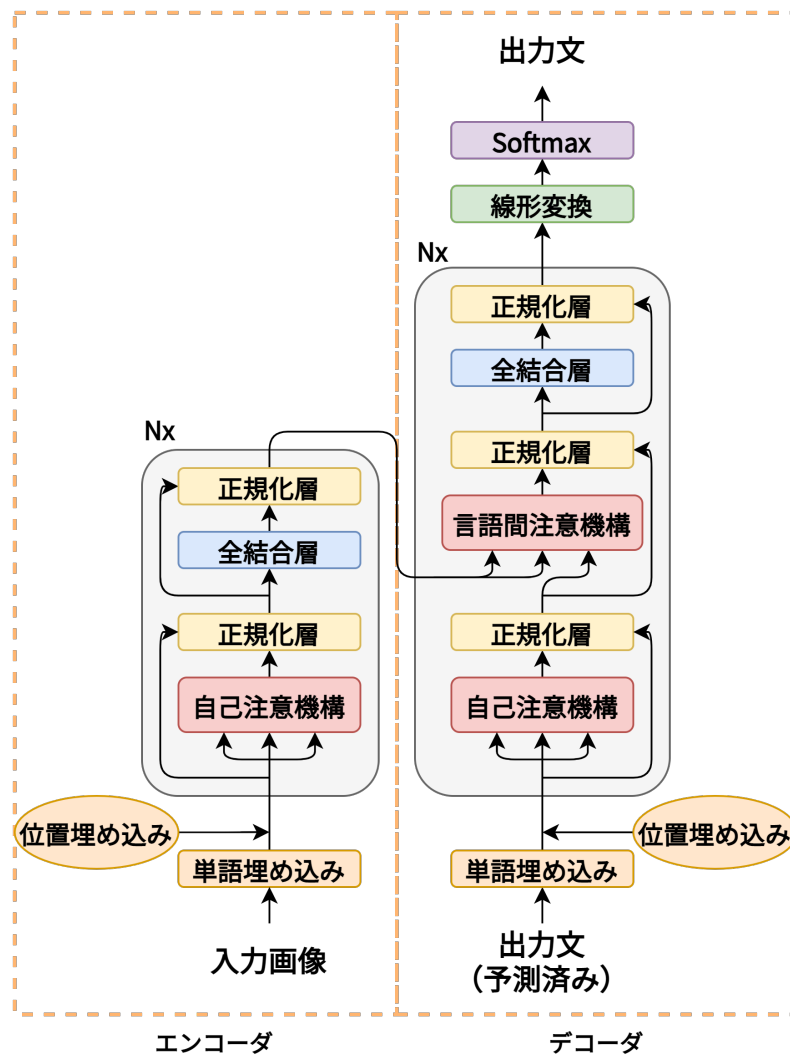 出力文
Softmax
線形変換
Nx
正規化層
全結合層
正規化層
言語間注意機構
正規化層
自己注意機構
位置埋め込み
単語埋め込み
出力文
（予測済み）
デコーダ
Nx
正規化層
全結合層
正規化層
自己注意機構
位置埋め込み
単語埋め込み
入力画像
エンコーダ